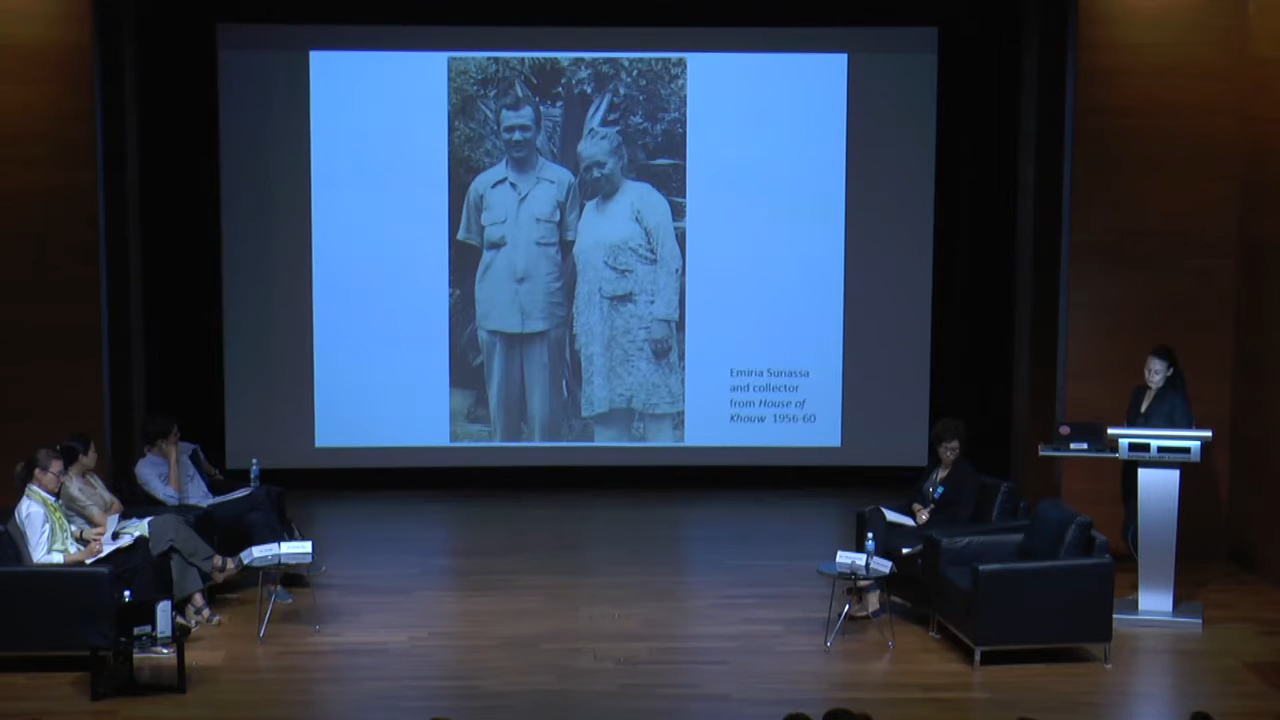 Emiria Sunassa
and collector
from House of
Khouw 1956-60